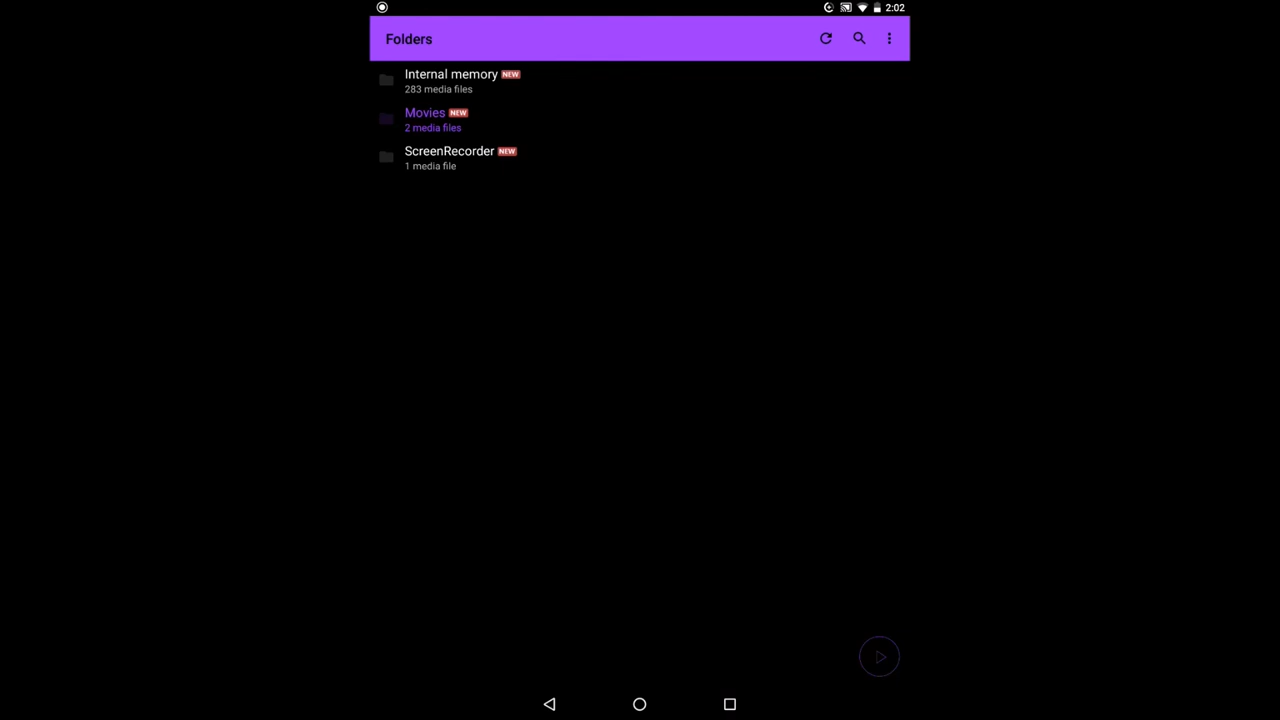 2:02
Folders
Internal memory NEW
283 media files
Movies NEW
2 media files
ScreenRecorder NEW
1 media file